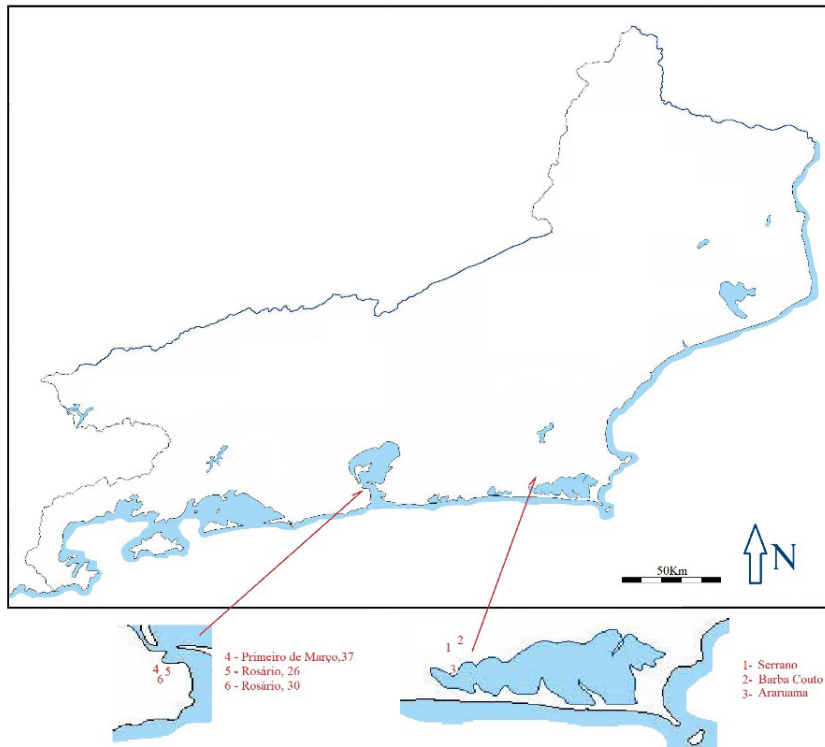 50Km
N
4 - Primeiro de Março,37
5 - Rosário, 26
6 - Rosário, 30
4 5
6
1 2
3
1- Serrano
2- Barba Couto
3- Araruama